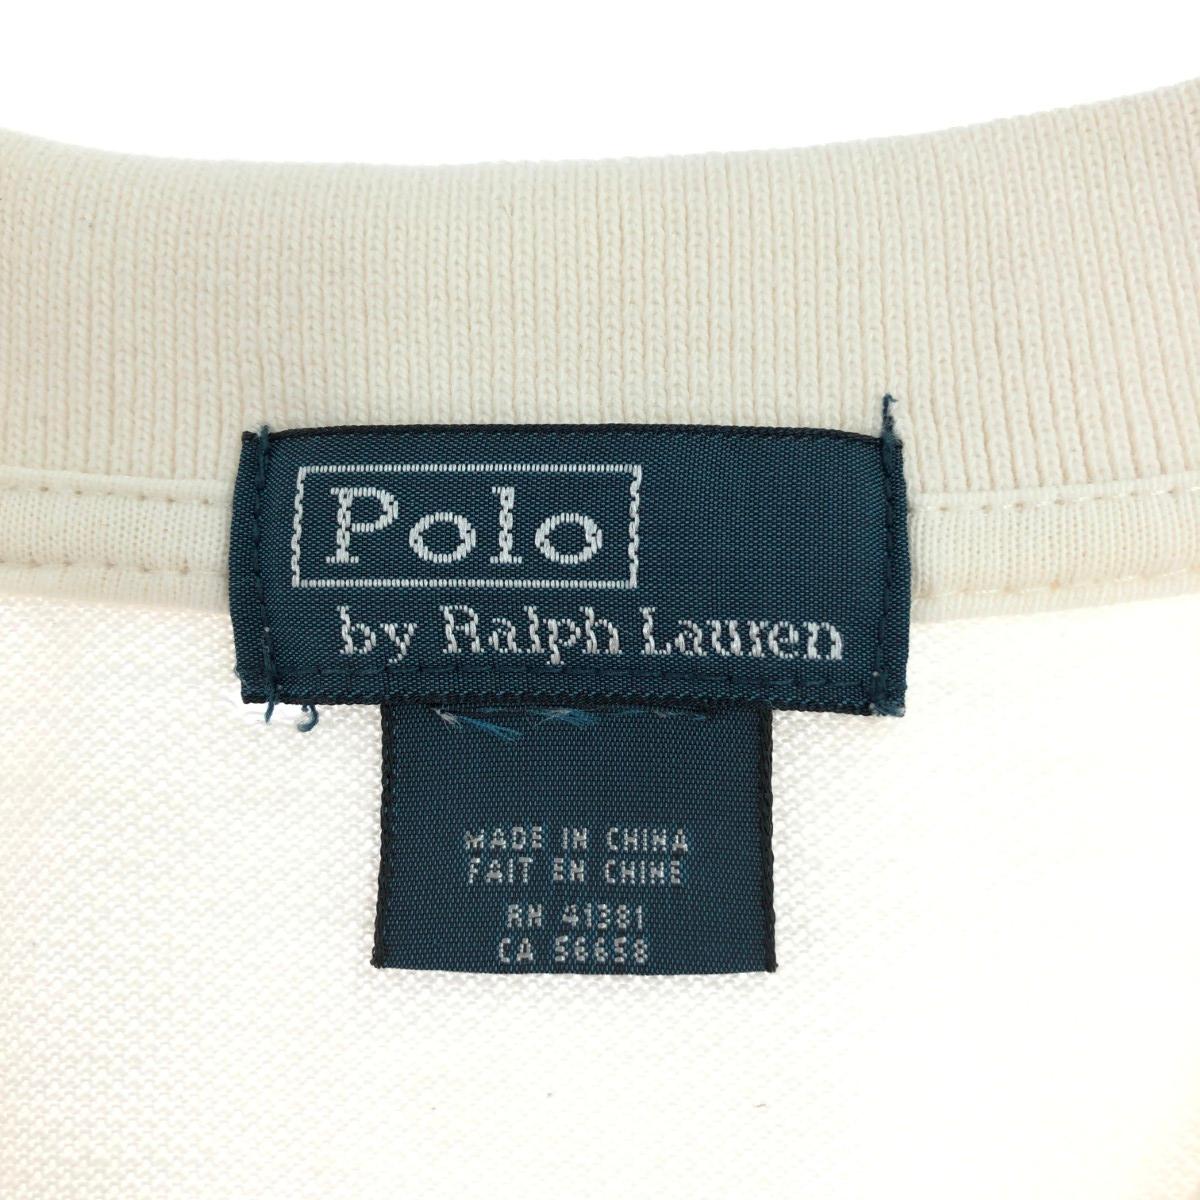 Polo
by Ralph Lauren
MADE IN CHINA
FAIT EN CHINE
RN 41381
CA 56658